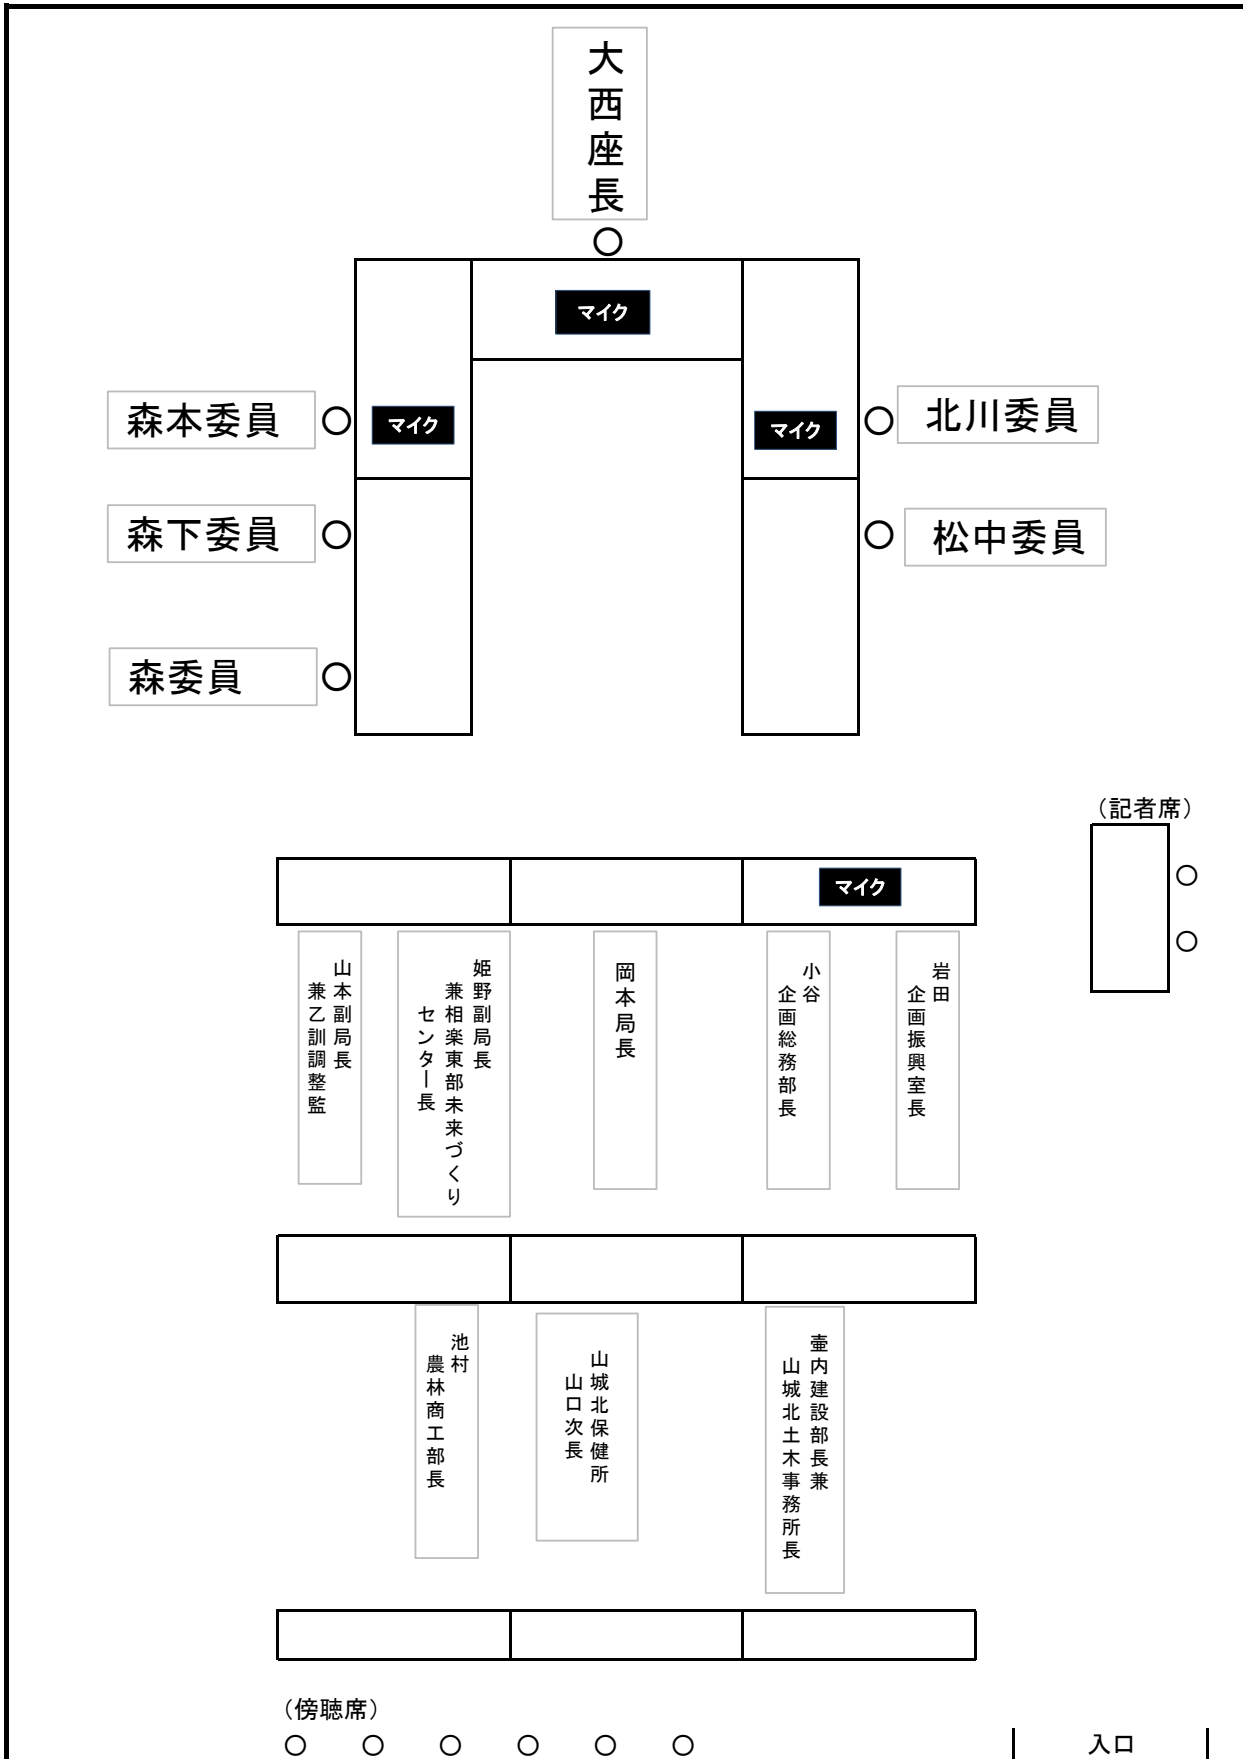 大西座長
マイク
森本委員
マイク
マイク
北川委員
森下委員
松中委員
森委員
（記者席）
マイク
山本副局長
兼乙訓調整監
姫野副局長
兼相楽東部未来づくり
センター長
岡本局長
小谷
企画総務部長
岩田
企画振興室長
池村
農林商工部長
山城北保健所
山口次長
壷内建設部長兼
山城北土木事務所長
（傍聴席）
入口